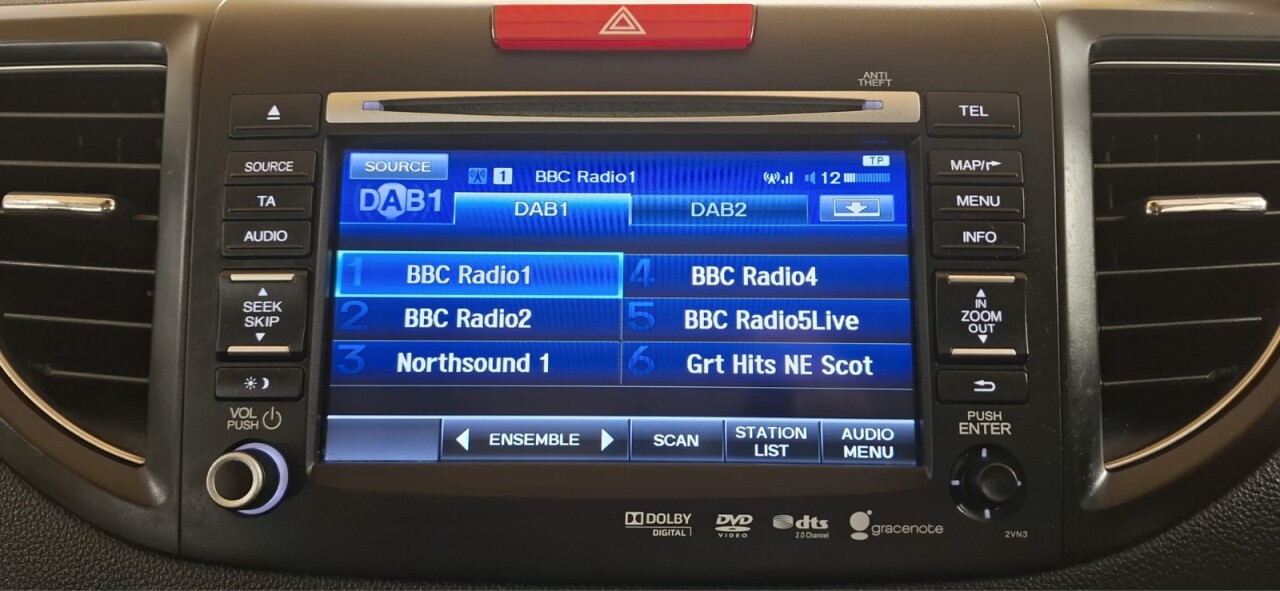 ANTI
THEFT
TEL
SOURCE
TA
AUDIO
SEEK
SKIP
VOL
PUSH
SOURCE
TP
1 BBC Radio1 12
DAB1
DAB1 DAB2
1 BBC Radio1
2 BBC Radio2
3 Northsound 1
4 BBC Radio4
5 BBC Radio5Live
6 Grt Hits NE Scot
ENSEMBLE
SCAN
STATION
LIST
AUDIO
MENU
MAP/
MENU
INFO
IN
ZOOM
OUT
PUSH
ENTER
DOLBY
DIGITAL
DVD
VIDEO
dts
2.0 Channel
gracenote
2VN3